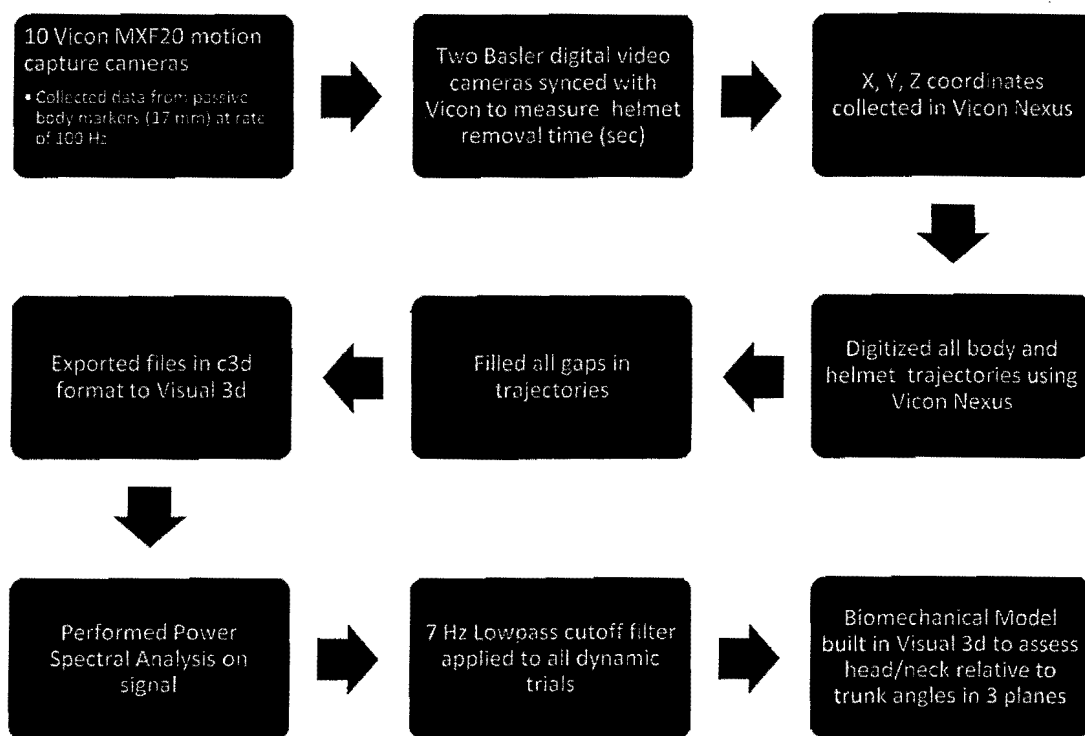 10 Vicon MXF20 motion
capture cameras
• Collected data from passive
body markers (17 mm) at rate
of 100 Hz
Two Basler digital video
cameras synced with
Vicon to measure helmet
removal time (sec)
X, Y, Z coordinates
collected in Vicon Nexus
Digitized all body and
helmet trajectories using
Vicon Nexus
Filled all gaps in
trajectories
Exported files in c3d
format to Visual 3d
Performed Power
Spectral Analysis on
signal
7 Hz Lowpass cutoff filter
applied to all dynamic
trials
Biomechanical Model
built in Visual 3d to assess
head/neck relative to
trunk angles in 3 planes